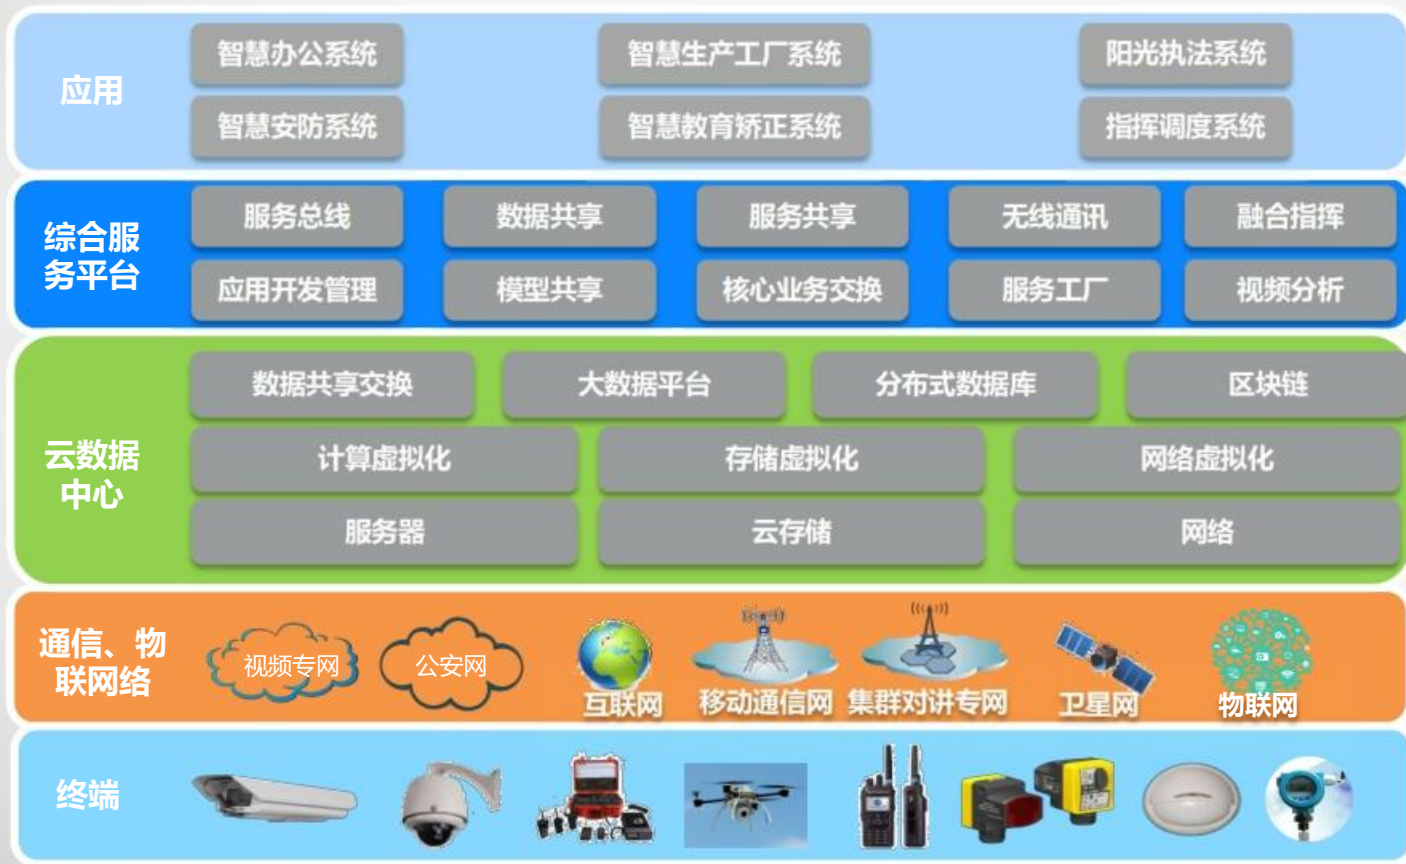 应用
智慧办公系统
智慧生产工厂系统
阳光执法系统
智慧安防系统
智慧教育矫正系统
指挥调度系统
综合服
务平台
服务总线
数据共享
服务共享
无线通讯
融合指挥
应用开发管理
模型共享
核心业务交换
服务工厂
视频分析
云数据
中心
数据共享交换
大数据平台
分布式数据库
区块链
计算虚拟化
存储虚拟化
网络虚拟化
服务器
云存储
网络
通信、物
联网络
视频专网
公安网
互联网
移动通信网
集群对讲专网
卫星网
物联网
终端